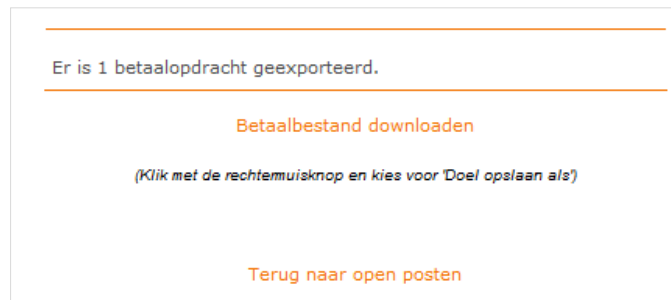 Er is 1 betaalopdracht geexporteerd.
Betaalbestand downloaden
(Klik met de rechtermuisknop en kies voor 'Doel opslaan als')
Terug naar open posten